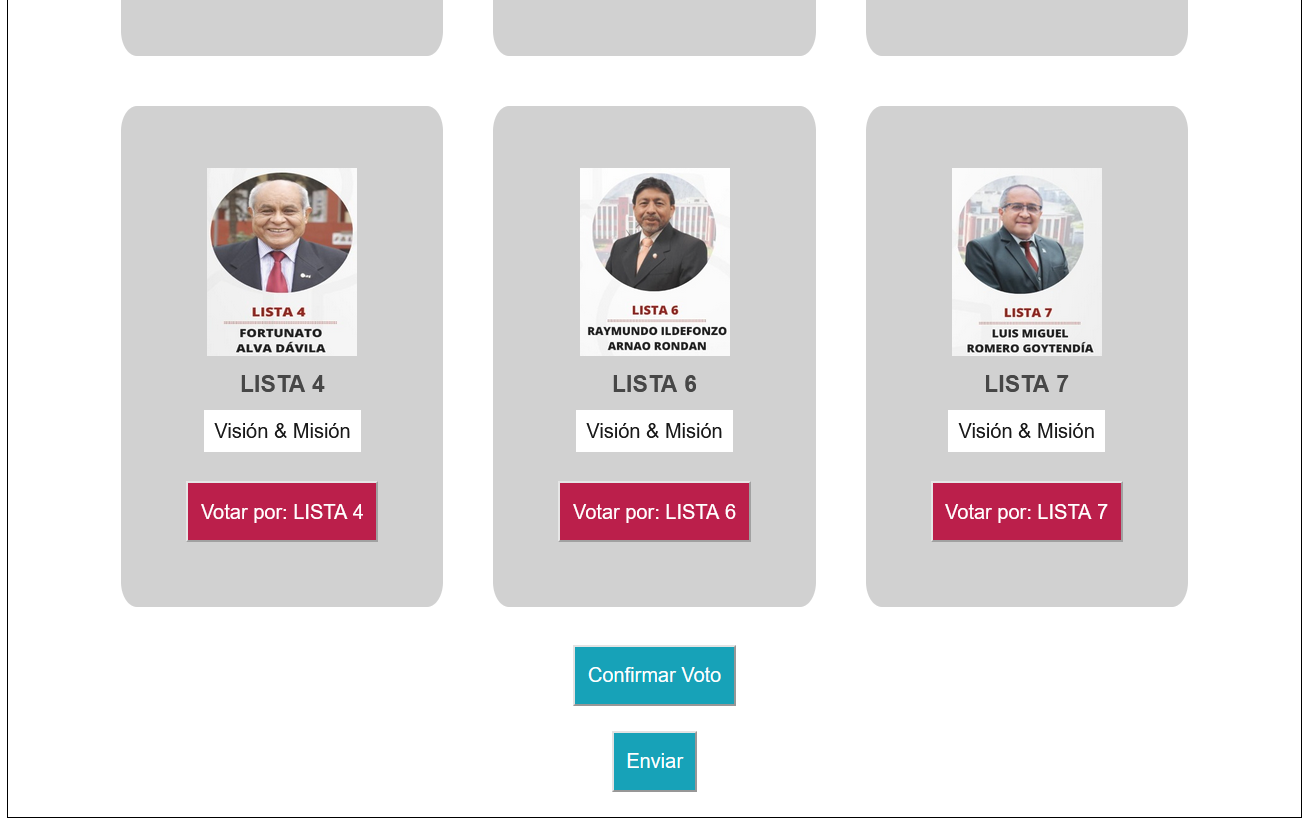 LISTA 4
FORTUNATO
ALVA DÁVILA
LISTA 4
Visión & Misión
Votar por: LISTA 4
LISTA 6
RAYMUNDO ILDEFONZO
ARNAO RONDAN
LISTA 6
Visión & Misión
Votar por: LISTA 6
LISTA 7
LUIS MIGUEL
ROMERO GOYTENDÍA
LISTA 7
Visión & Misión
Votar por: LISTA 7
Confirmar Voto
Enviar